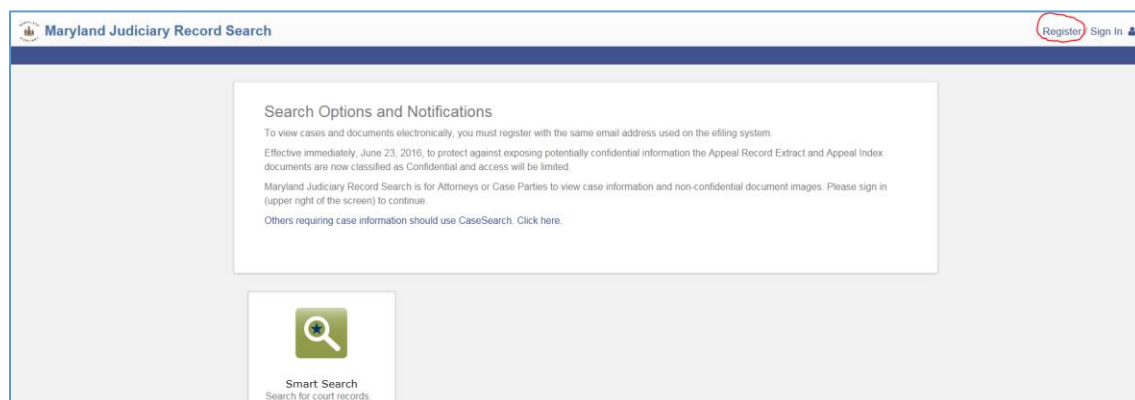 Maryland Judiciary Record Search
Register / Sign In
Search Options and Notifications
To view cases and documents electronically, you must register with the same email address used on the efiling system.
Effective immediately, June 23, 2016, to protect against exposing potentially confidential information the Appeal Record Extract and Appeal Index
documents are now classified as Confidential and access will be limited.
Maryland Judiciary Record Search is for Attorneys or Case Parties to view case information and non-confidential document images. Please sign in
(upper right of the screen) to continue.
Others requiring case information should use CaseSearch. Click here.
Smart Search
Search for court records.